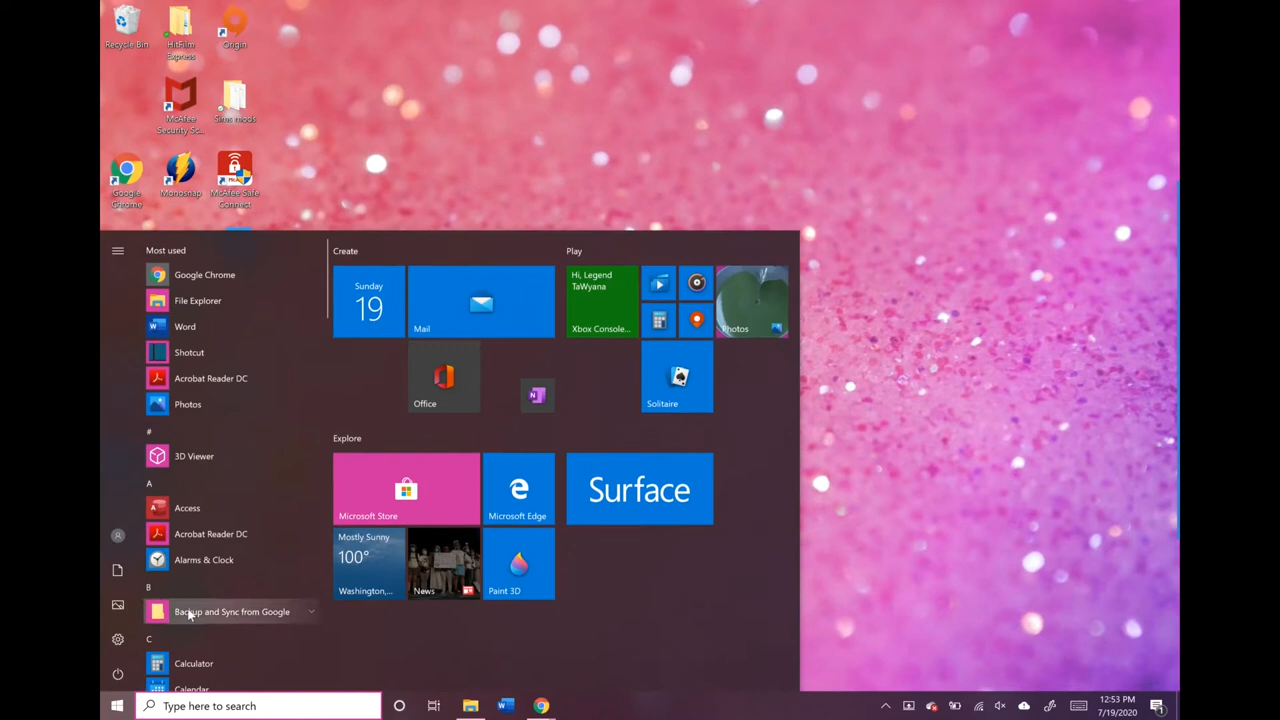 Recycle Bin
HitFilm
Express
Origin
McAfee
Security Sc...
Sims mods
Google
Chrome
Monosnap
McAfee Safe
Connect
Most used
Google Chrome
File Explorer
Word
Shotcut
Acrobat Reader DC
Photos
#
3D Viewer
A
Access
Acrobat Reader DC
Alarms & Clock
B
Backup and Sync from Google
C
Calculator
Calendar
Create
Sunday
19
Mail
Office
Play
Hi, Legend
TaWyana
Xbox Console...
Photos
Solitaire
Explore
Microsoft Store
Microsoft Edge
Surface
Mostly Sunny
100°
Washington,...
News
Paint 3D
Type here to search
12:53 PM
7/19/2020
1